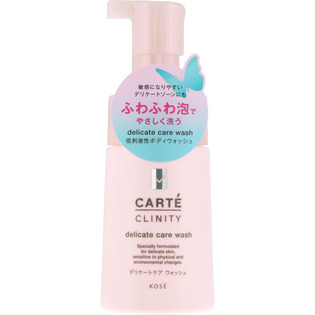 敏感になりやすい
デリケートゾーンにも
ふわふわ泡で
やさしく洗う
delicate care wash
低刺激性ボディウォッシュ
CARTÉ
CLINITY
delicate care wash
Specially formulated
for delicate skin,
sensitive to physical and
environmental changes.
デリケートケア ウォッシュ
KOSÉ